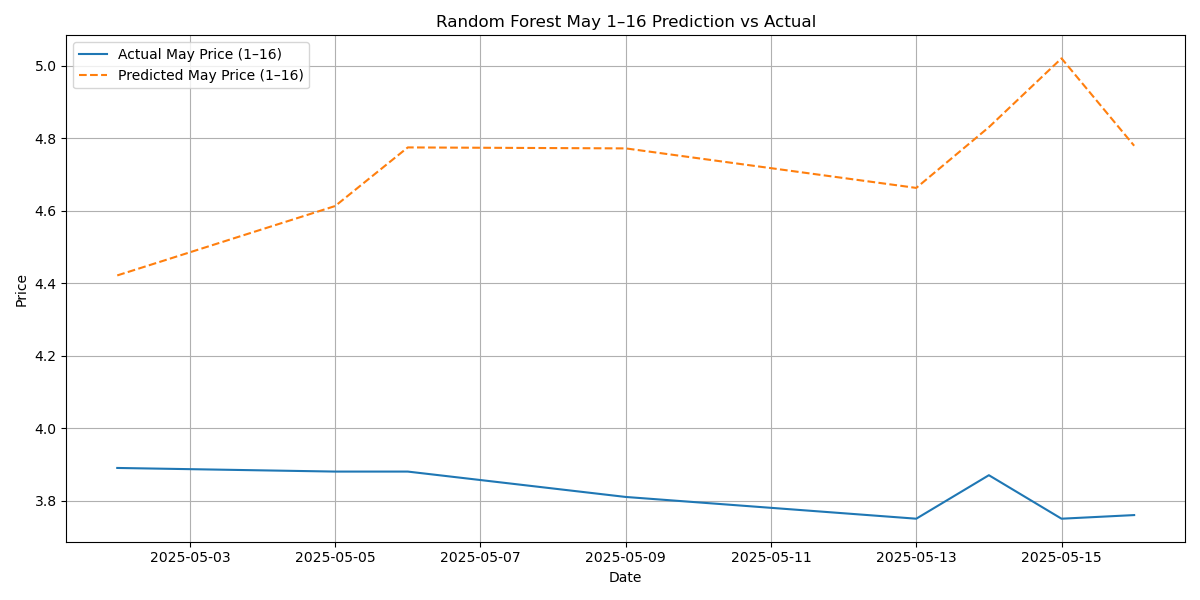 Random Forest May 1–16 Prediction vs Actual
Actual May Price (1–16)
Predicted May Price (1–16)
5.0
4.8
4.6
4.4
4.2
4.0
3.8
Price
2025-05-03 2025-05-05 2025-05-07 2025-05-09 2025-05-11 2025-05-13 2025-05-15
Date